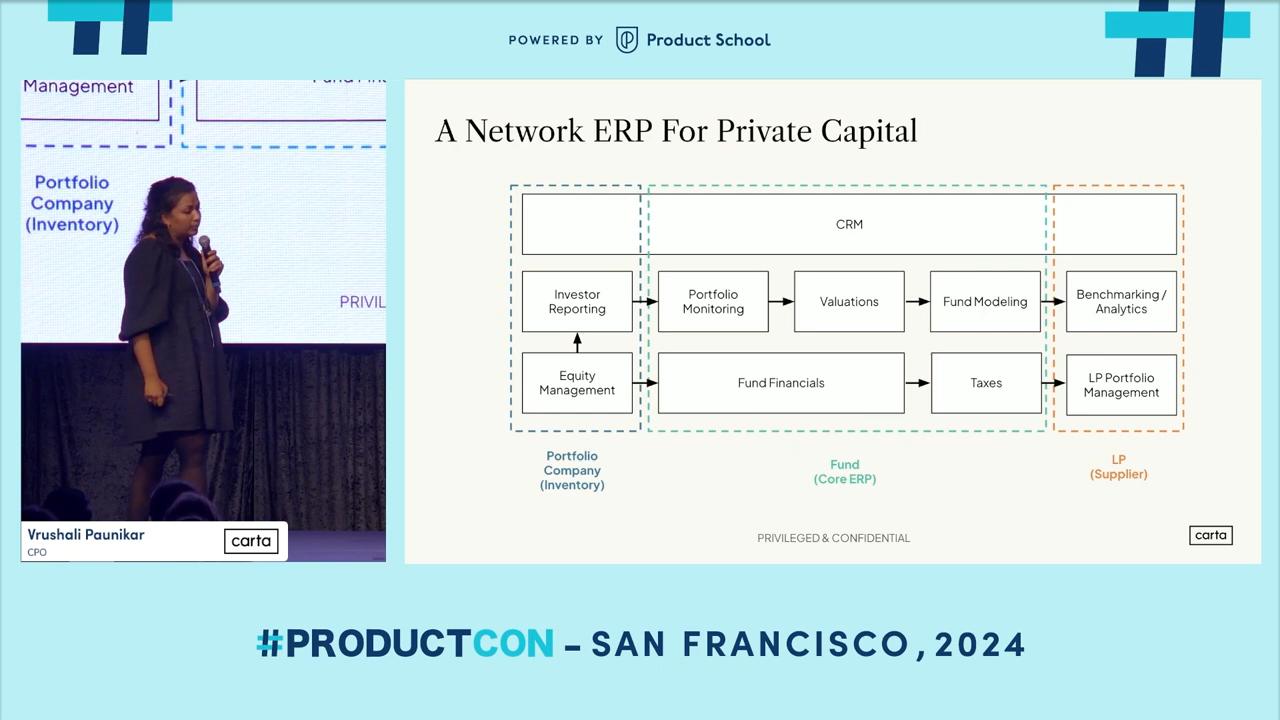 POWERED BY Product School
Management
Portfolio
Company
(Inventory)
PRIVIL
Vrushali Paunikar
CPO
carta
A Network ERP For Private Capital
CRM
Investor
Reporting
Portfolio
Monitoring
Valuations
Fund Modeling
Benchmarking /
Analytics
Equity
Management
Fund Financials
Taxes
LP Portfolio
Management
Portfolio
Company
(Inventory)
Fund
(Core ERP)
LP
(Supplier)
PRIVILEGED & CONFIDENTIAL
carta
#PRODUCTCON – SAN FRANCISCO, 2024